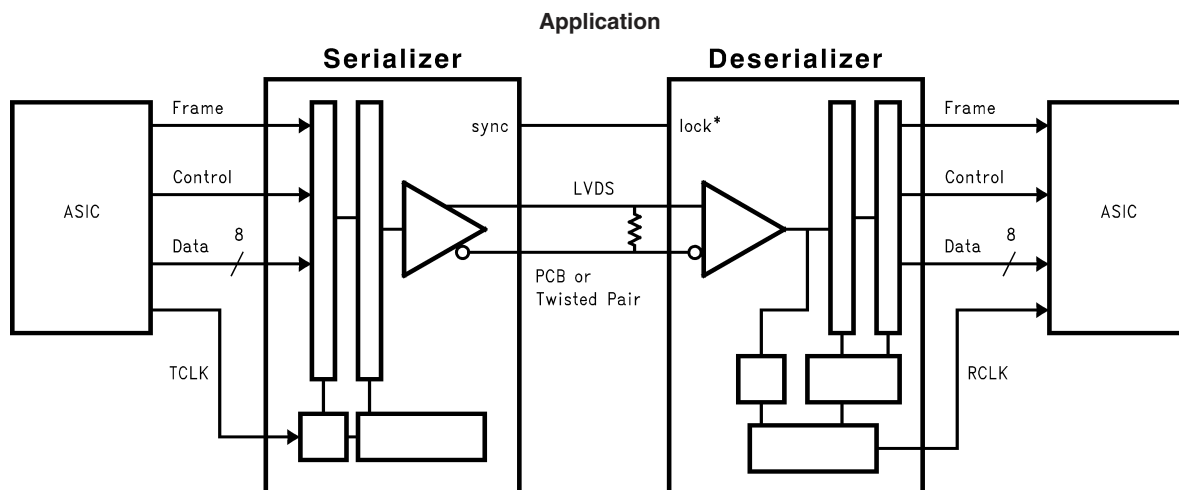 Application
Serializer
Deserializer
Frame
Frame
sync
lock*
Control
LVDS
Control
ASIC
ASIC
8
8
Data
Data
PCB or
Twisted Pair
TCLK
RCLK